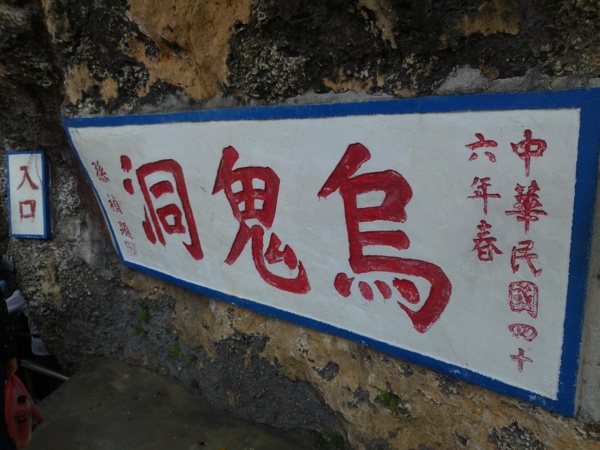 中華民國四十
六年春
烏鬼洞
入口